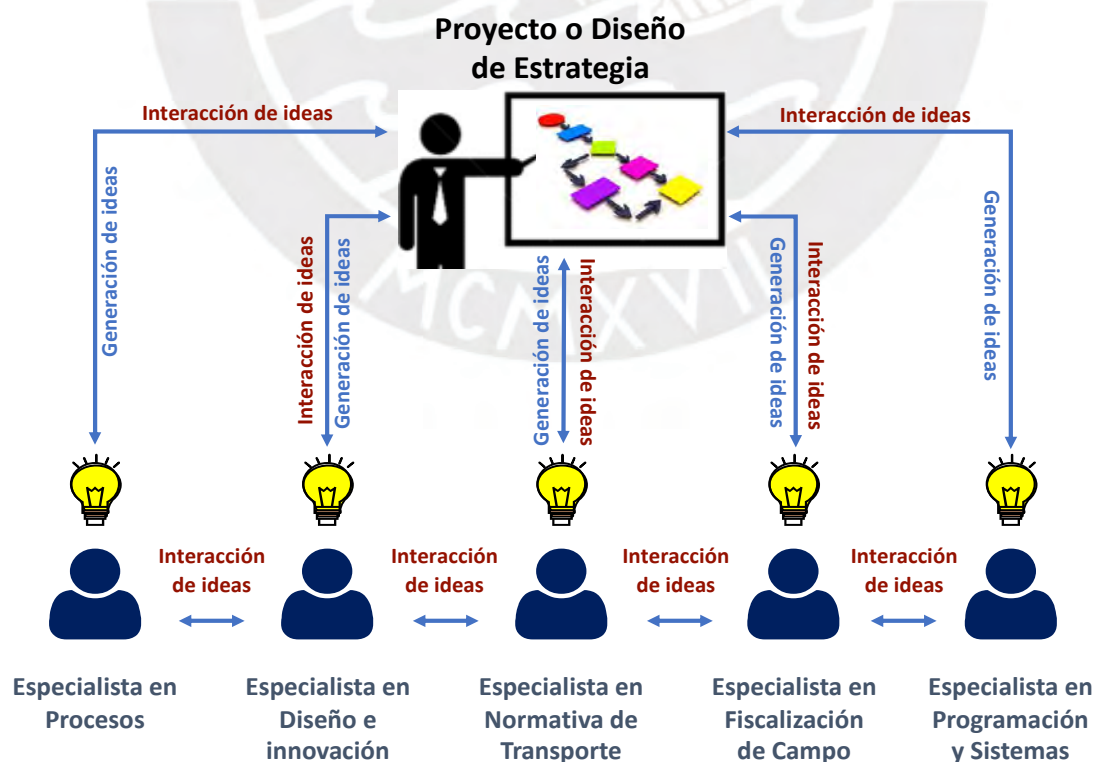 Proyecto o Diseño
de Estrategia
Interacción de ideas
Interacción de ideas
Generación de ideas
Interacción de ideas
Generación de ideas
Generación de ideas
Interacción de ideas
Generación de ideas
Interacción de ideas
Generación de ideas
MCMXVII
Interacción
de ideas
Interacción
de ideas
Interacción
de ideas
Interacción
de ideas
Especialista en
Procesos
Especialista en
Diseño e
innovación
Especialista en
Normativa de
Transporte
Especialista en
Fiscalización
de Campo
Especialista en
Programación
y Sistemas